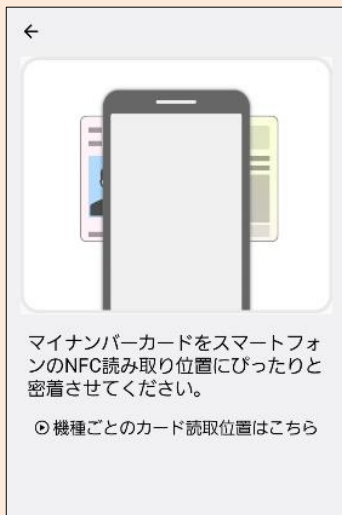 マイナンバーカードをスマートフォ
ンのNFC読み取り位置にぴったりと
密着させてください。
機種ごとのカード読取位置はこちら